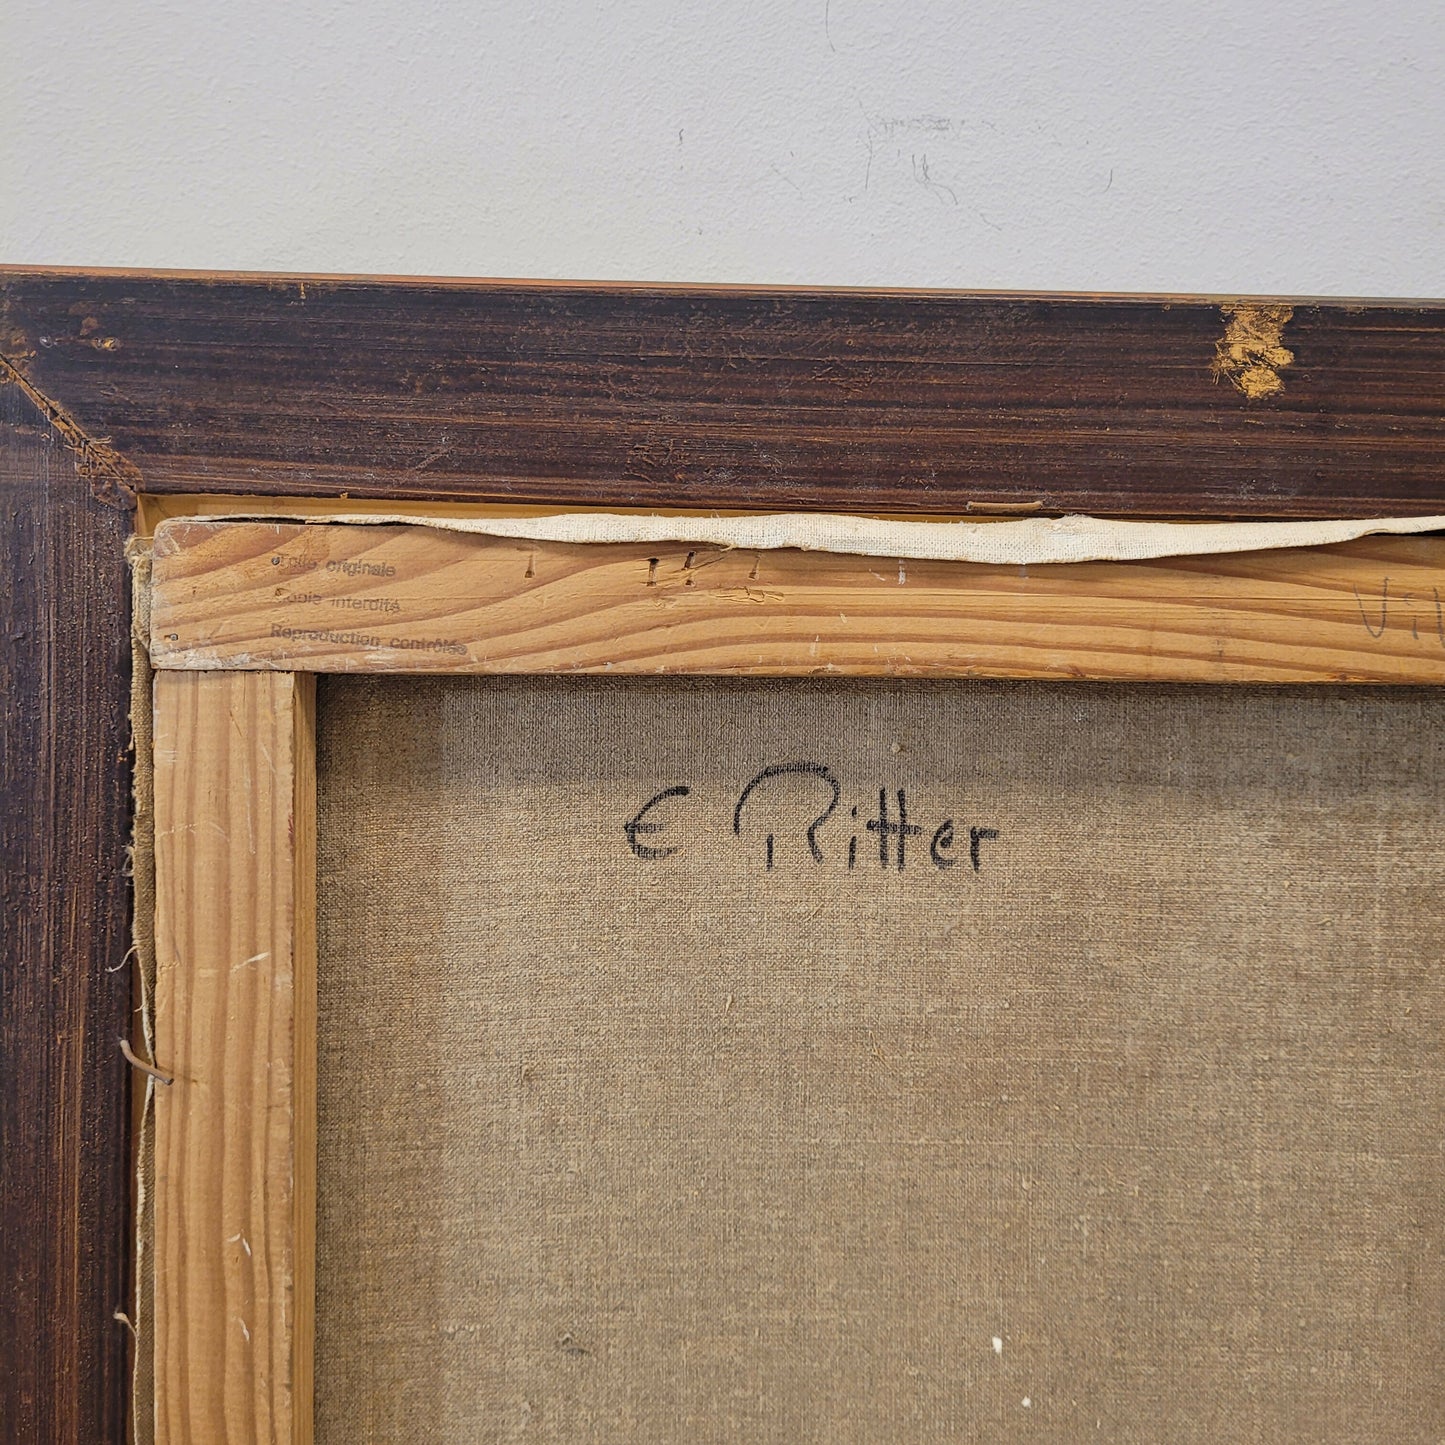 Toile originale
Copie interdite
Reproduction contrôlée
€ Ritter